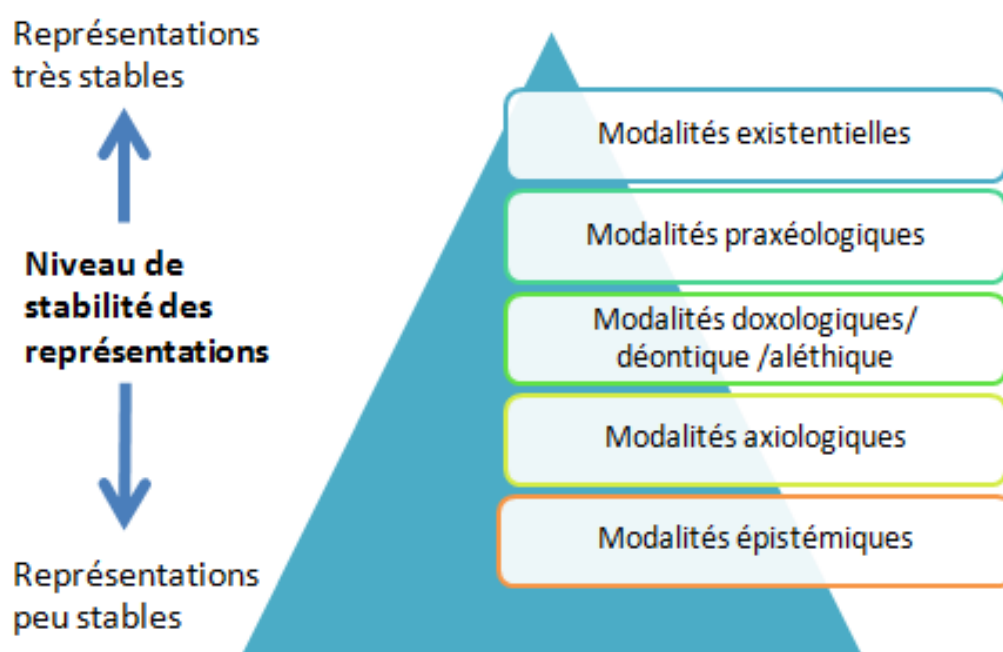 Représentations
très stables
Niveau de
stabilité des
représentations
Représentations
peu stables
Modalités existentielles
Modalités praxéologiques
Modalités doxologiques/
déontique /aléthique
Modalités axiologiques
Modalités épistémiques